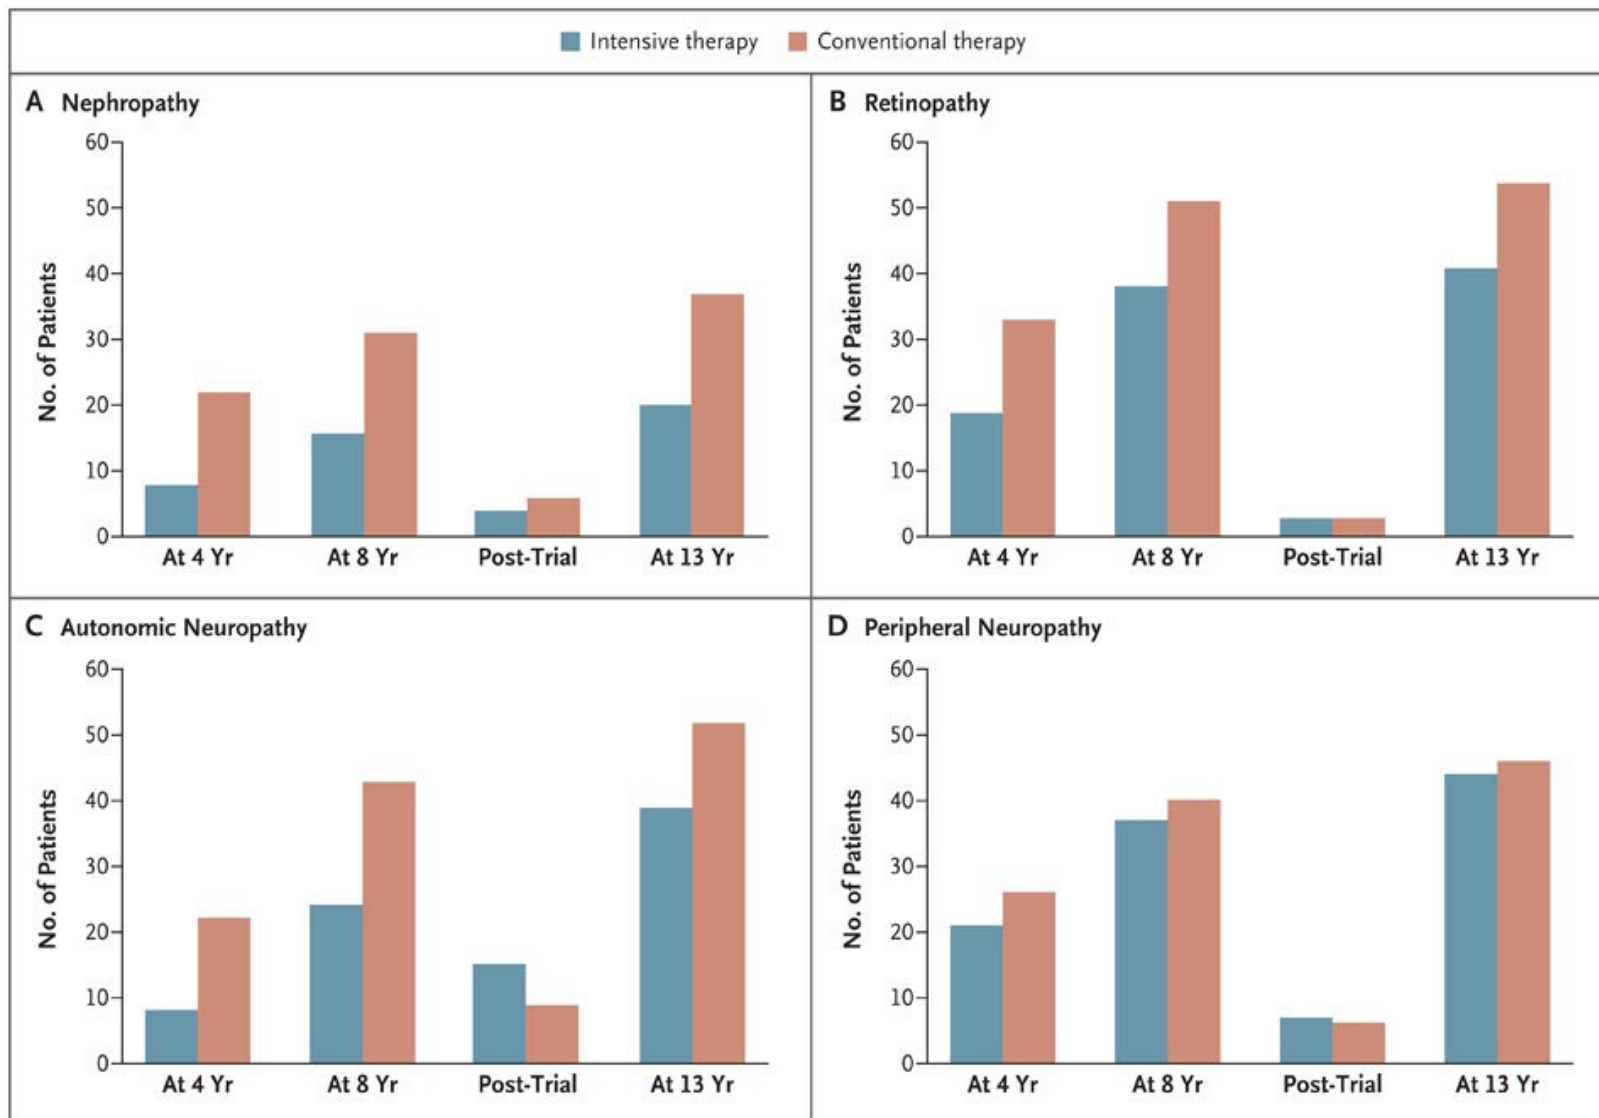 Intensive therapy Conventional therapy
A Nephropathy
60
50
40
30
20
10
0
No. of Patients
At 4 Yr At 8 Yr Post-Trial At 13 Yr
B Retinopathy
60
50
40
30
20
10
0
No. of Patients
At 4 Yr At 8 Yr Post-Trial At 13 Yr
C Autonomic Neuropathy
60
50
40
30
20
10
0
No. of Patients
At 4 Yr At 8 Yr Post-Trial At 13 Yr
D Peripheral Neuropathy
60
50
40
30
20
10
0
No. of Patients
At 4 Yr At 8 Yr Post-Trial At 13 Yr